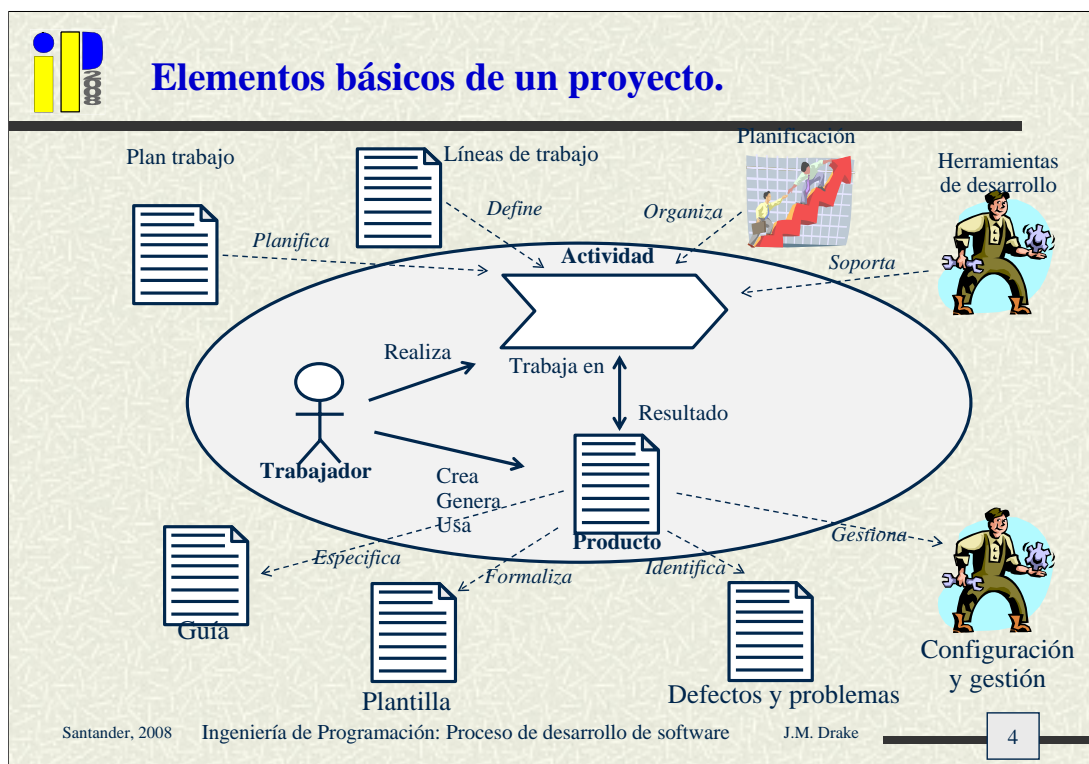 iIP
2008
Elementos básicos de un proyecto.
Plan trabajo
Líneas de trabajo
Planificación
Herramientas
de desarrollo
Planifica
Define
Organiza
Soporta
Actividad
Realiza
Trabaja en
Resultado
Trabajador
Crea
Genera
Usa
Producto
Especifica
Formaliza
Identifica
Gestiona
Guía
Plantilla
Defectos y problemas
Configuración
y gestión
Santander, 2008
Ingeniería de Programación: Proceso de desarrollo de software
J.M. Drake
4